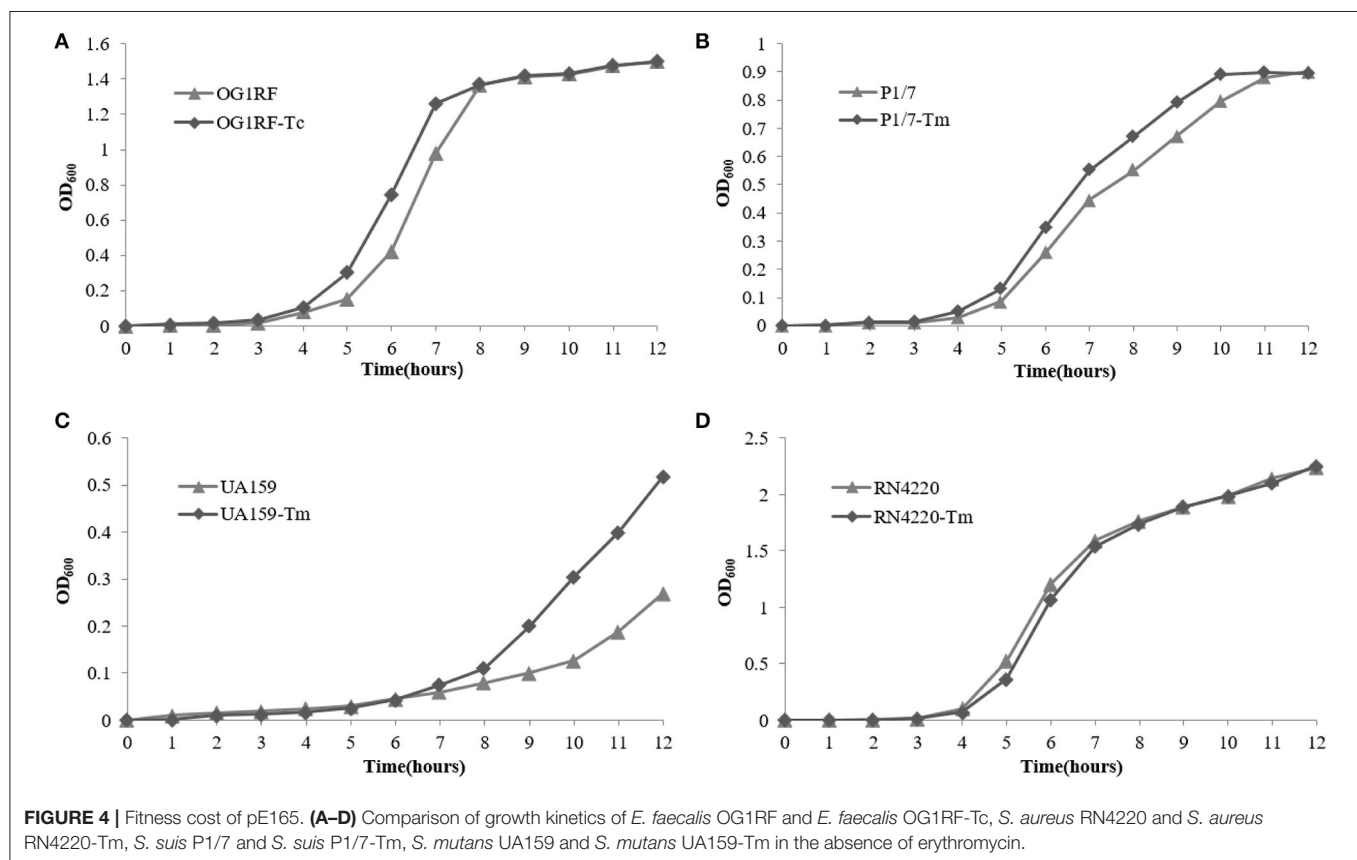 A
1.6
1.4
1.2
1
0.8
0.6
0.4
0.2
0
OD600
OG1RF
OG1RF-Tc
0 1 2 3 4 5 6 7 8 9 10 11 12
Time(hours)
B
1
0.9
0.8
0.7
0.6
0.5
0.4
0.3
0.2
0.1
0
OD600
P1/7
P1/7-Tm
0 1 2 3 4 5 6 7 8 9 10 11 12
Time(hours)
C
0.6
0.5
0.4
0.3
0.2
0.1
0
OD600
UA159
UA159-Tm
0 1 2 3 4 5 6 7 8 9 10 11 12
Time(hours)
D
2.5
2
1.5
1
0.5
0
OD600
RN4220
RN4220-Tm
0 1 2 3 4 5 6 7 8 9 10 11 12
Time(hours)
FIGURE 4 | Fitness cost of pE165. (A–D) Comparison of growth kinetics of E. faecalis OG1RF and E. faecalis OG1RF-Tc, S. aureus RN4220 and S. aureus
RN4220-Tm, S. suis P1/7 and S. suis P1/7-Tm, S. mutans UA159 and S. mutans UA159-Tm in the absence of erythromycin.